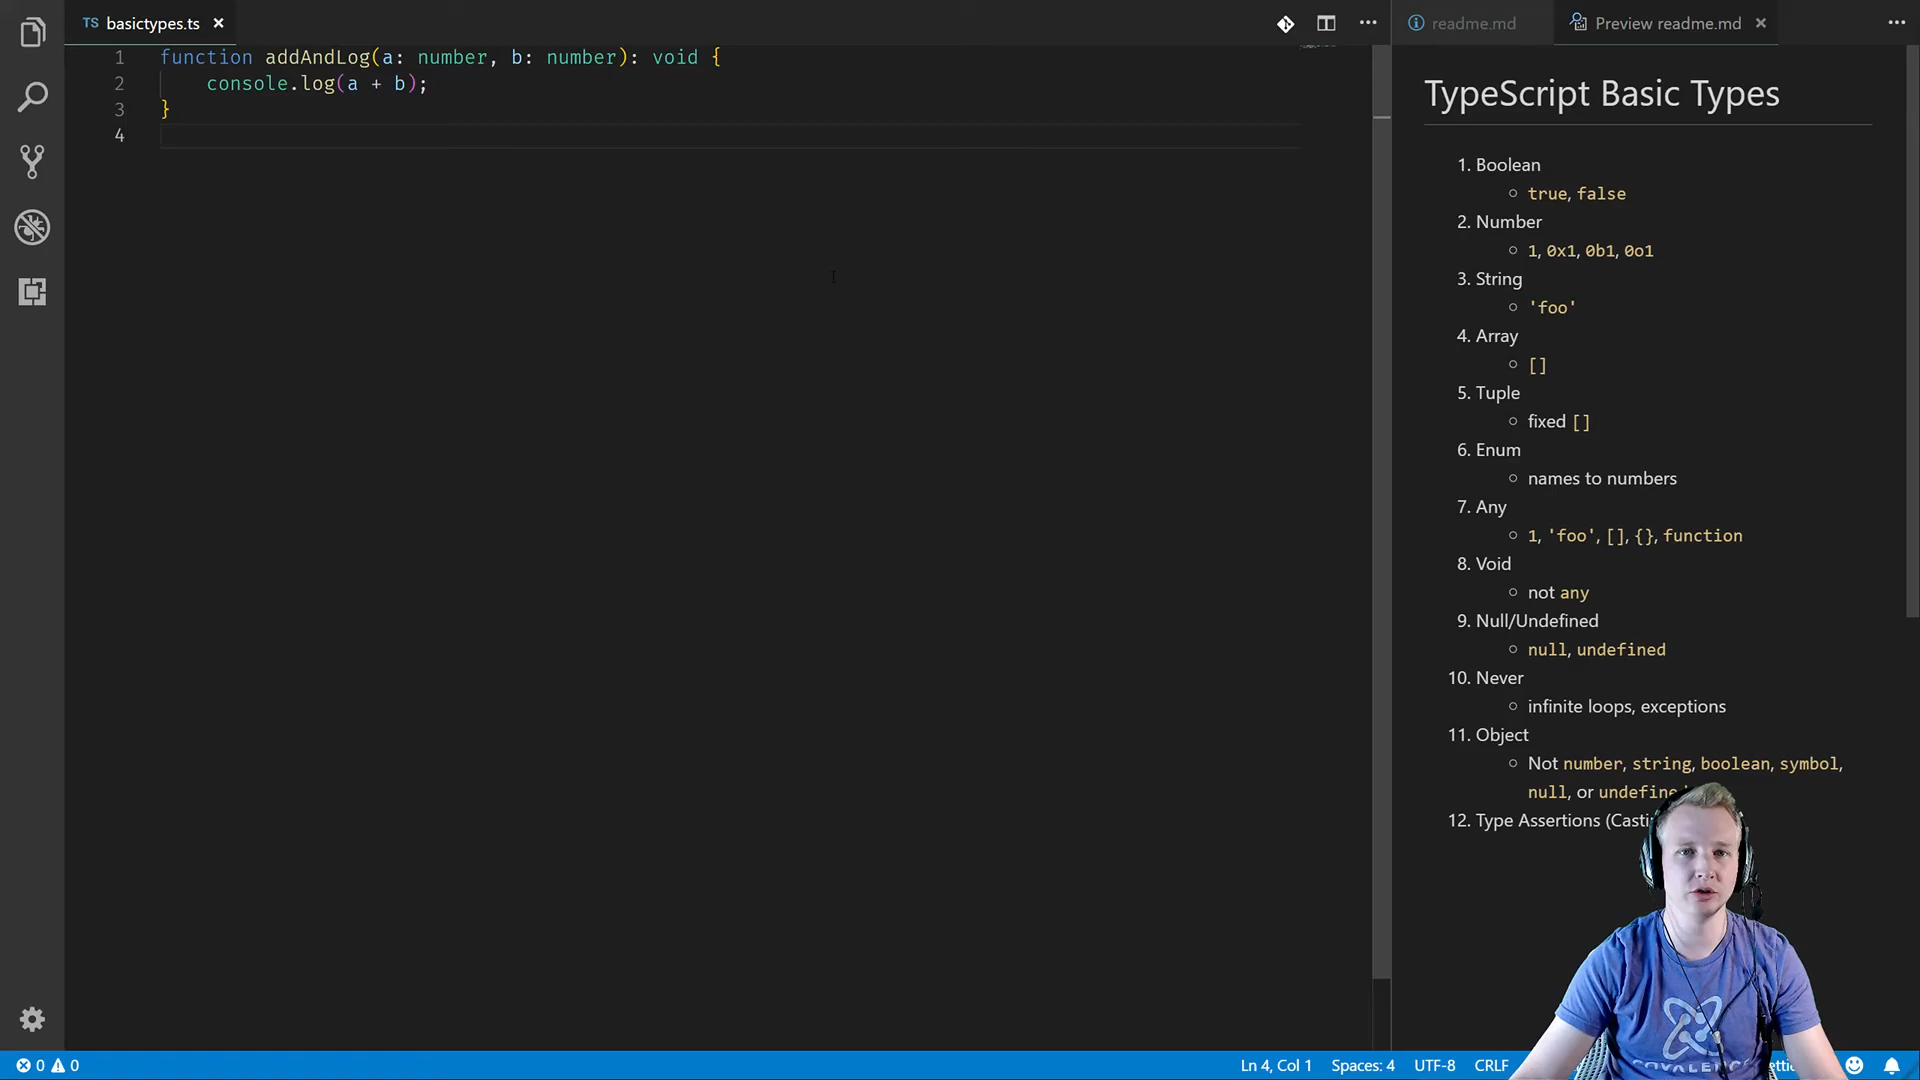 TS basictypes.ts ×
readme.md
Preview readme.md ×
1 function addAndLog(a: number, b: number): void {
2 console.log(a + b);
3 }
4
TypeScript Basic Types
1. Boolean
○ true, false
2. Number
○ 1, 0x1, 0b1, 0o1
3. String
○ 'foo'
4. Array
○ []
5. Tuple
○ fixed []
6. Enum
○ names to numbers
7. Any
○ 1, 'foo', [], {}, function
8. Void
○ not any
9. Null/Undefined
○ null, undefined
10. Never
○ infinite loops, exceptions
11. Object
○ Not number, string, boolean, symbol,
null, or undefine
12. Type Assertions (Casti
COVALENC
0 0
Ln 4, Col 1 Spaces: 4 UTF-8 CRLF